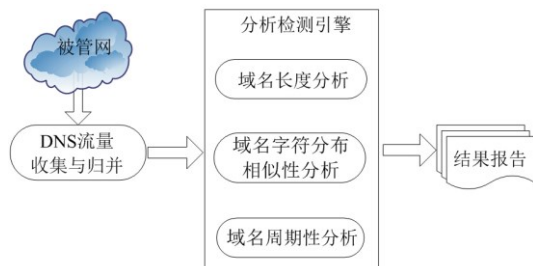 被管网
DNS流量
收集与归并
分析检测引擎
域名长度分析
域名字符分布
相似性分析
域名周期性分析
结果报告